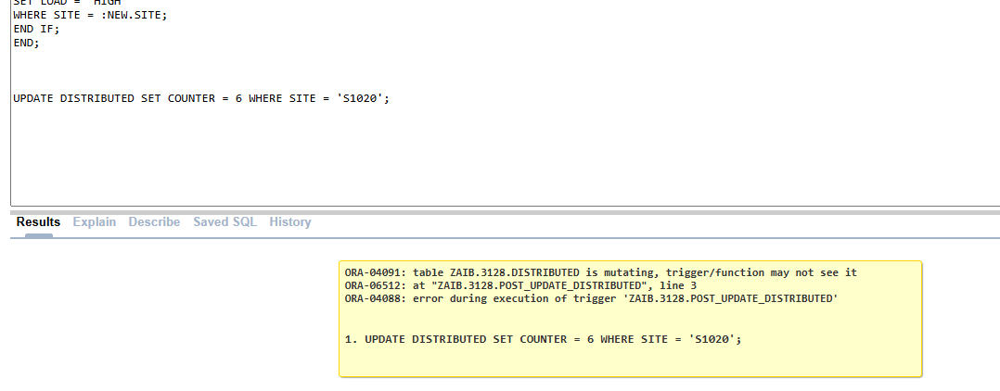 SET LOAD = 'HIGH'
WHERE SITE = :NEW.SITE;
END IF;
END;
UPDATE DISTRIBUTED SET COUNTER = 6 WHERE SITE = 'S1020';
Results Explain Describe Saved SQL History
ORA-04091: table ZAIB.3128.DISTRIBUTED is mutating, trigger/function may not see it
ORA-06512: at "ZAIB.3128.POST_UPDATE_DISTRIBUTED", line 3
ORA-04088: error during execution of trigger 'ZAIB.3128.POST_UPDATE_DISTRIBUTED'
1. UPDATE DISTRIBUTED SET COUNTER = 6 WHERE SITE = 'S1020';